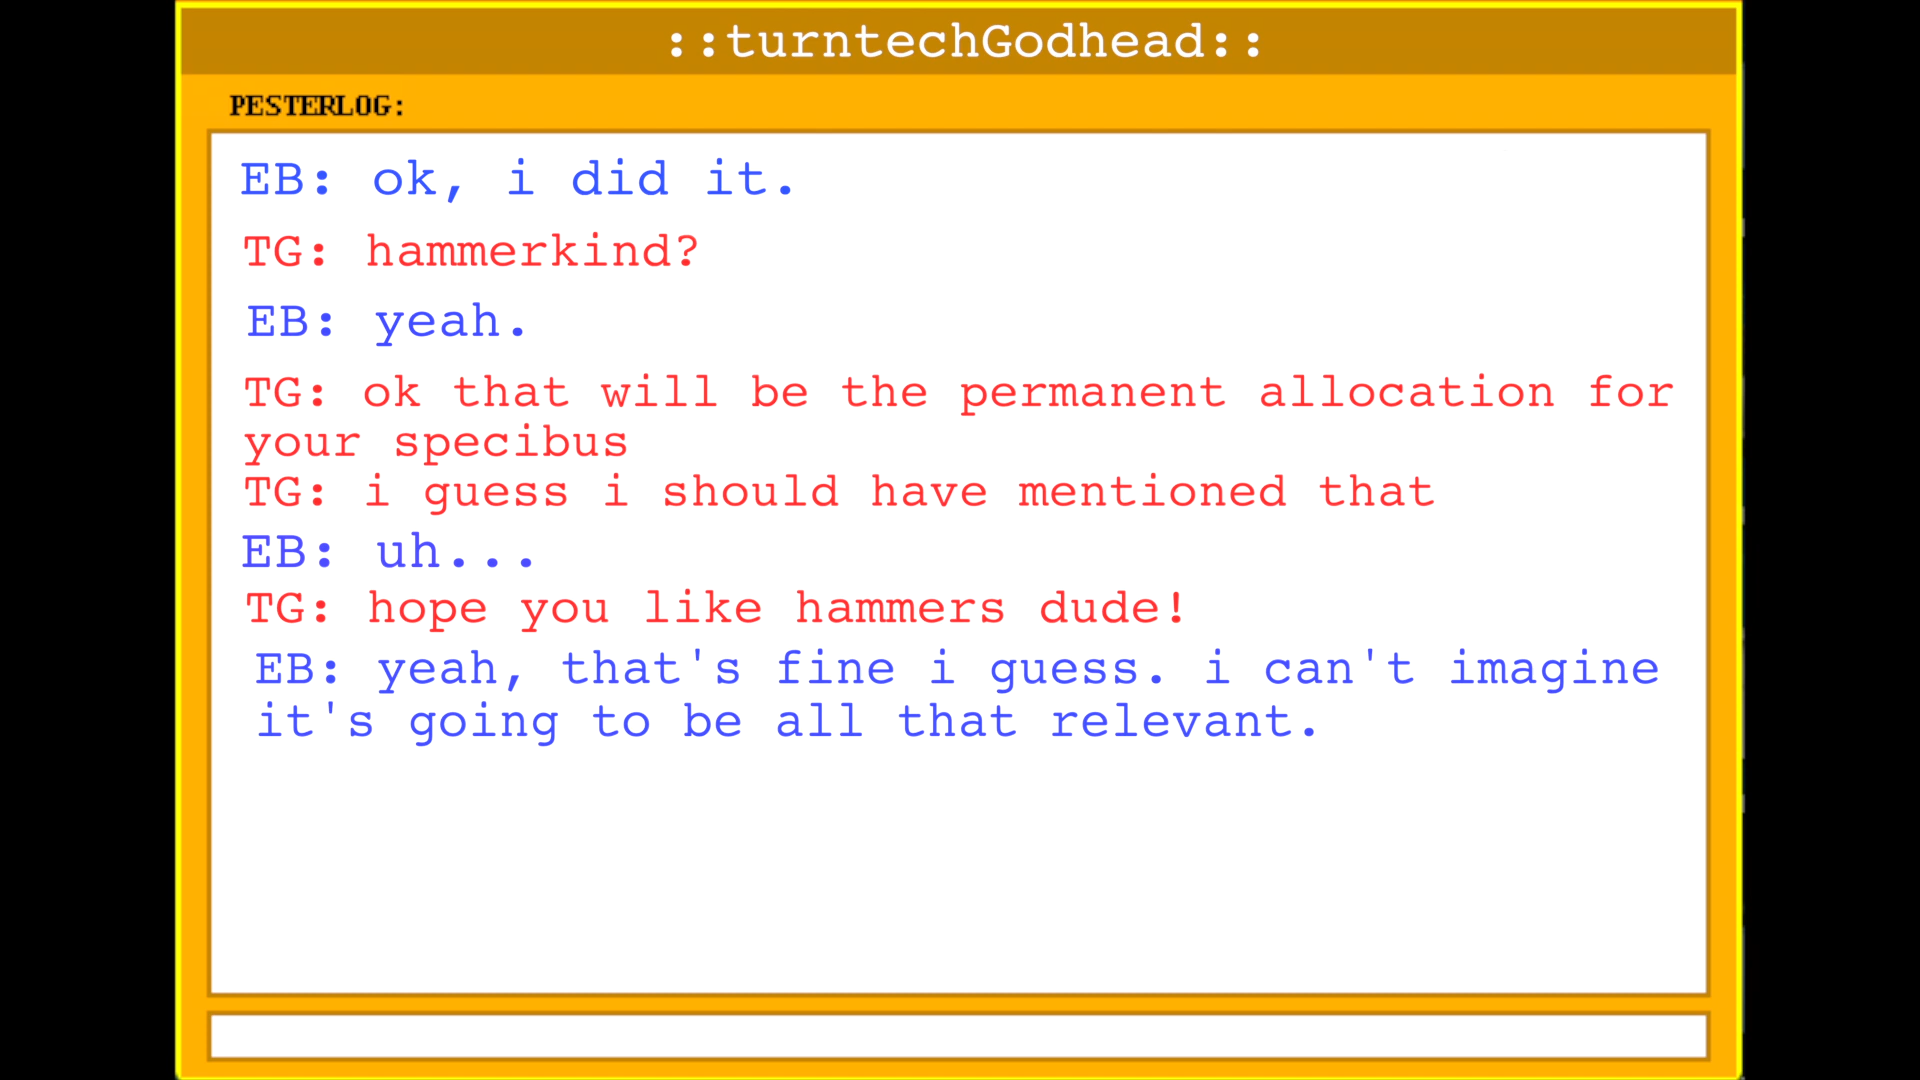 ::turntechGodhead::
PESTERLOG:
EB: ok, i did it.
TG: hammerkind?
EB: yeah.
TG: ok that will be the permanent allocation for
your specibus
TG: i guess i should have mentioned that
EB: uh...
TG: hope you like hammers dude!
EB: yeah, that's fine i guess. i can't imagine
it's going to be all that relevant.